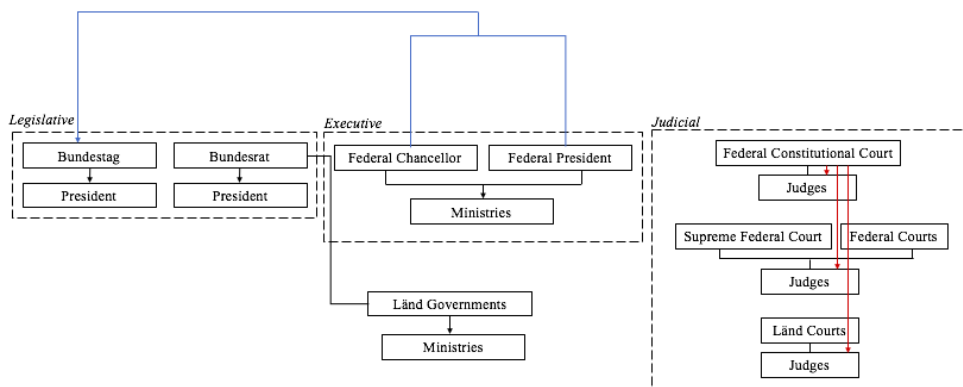 Legislative
Executive
Judicial
Bundestag
Bundesrat
President
President
Federal Chancellor
Federal President
Ministries
Länd Governments
Ministries
Federal Constitutional Court
Judges
Supreme Federal Court
Federal Courts
Judges
Länd Courts
Judges